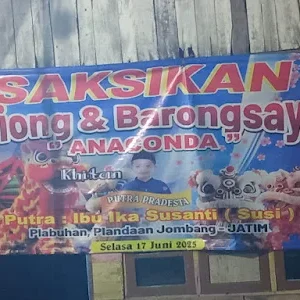 SAKSIKAN
iong & Barongsay
" ANACONDA "
Khitan
PUTRA PRADESTA
Putra : Ibu Ika Susanti ( Susi )
Plabuhan, Plandaan Jombang - JATIM
Selasa 17 Juni 2025